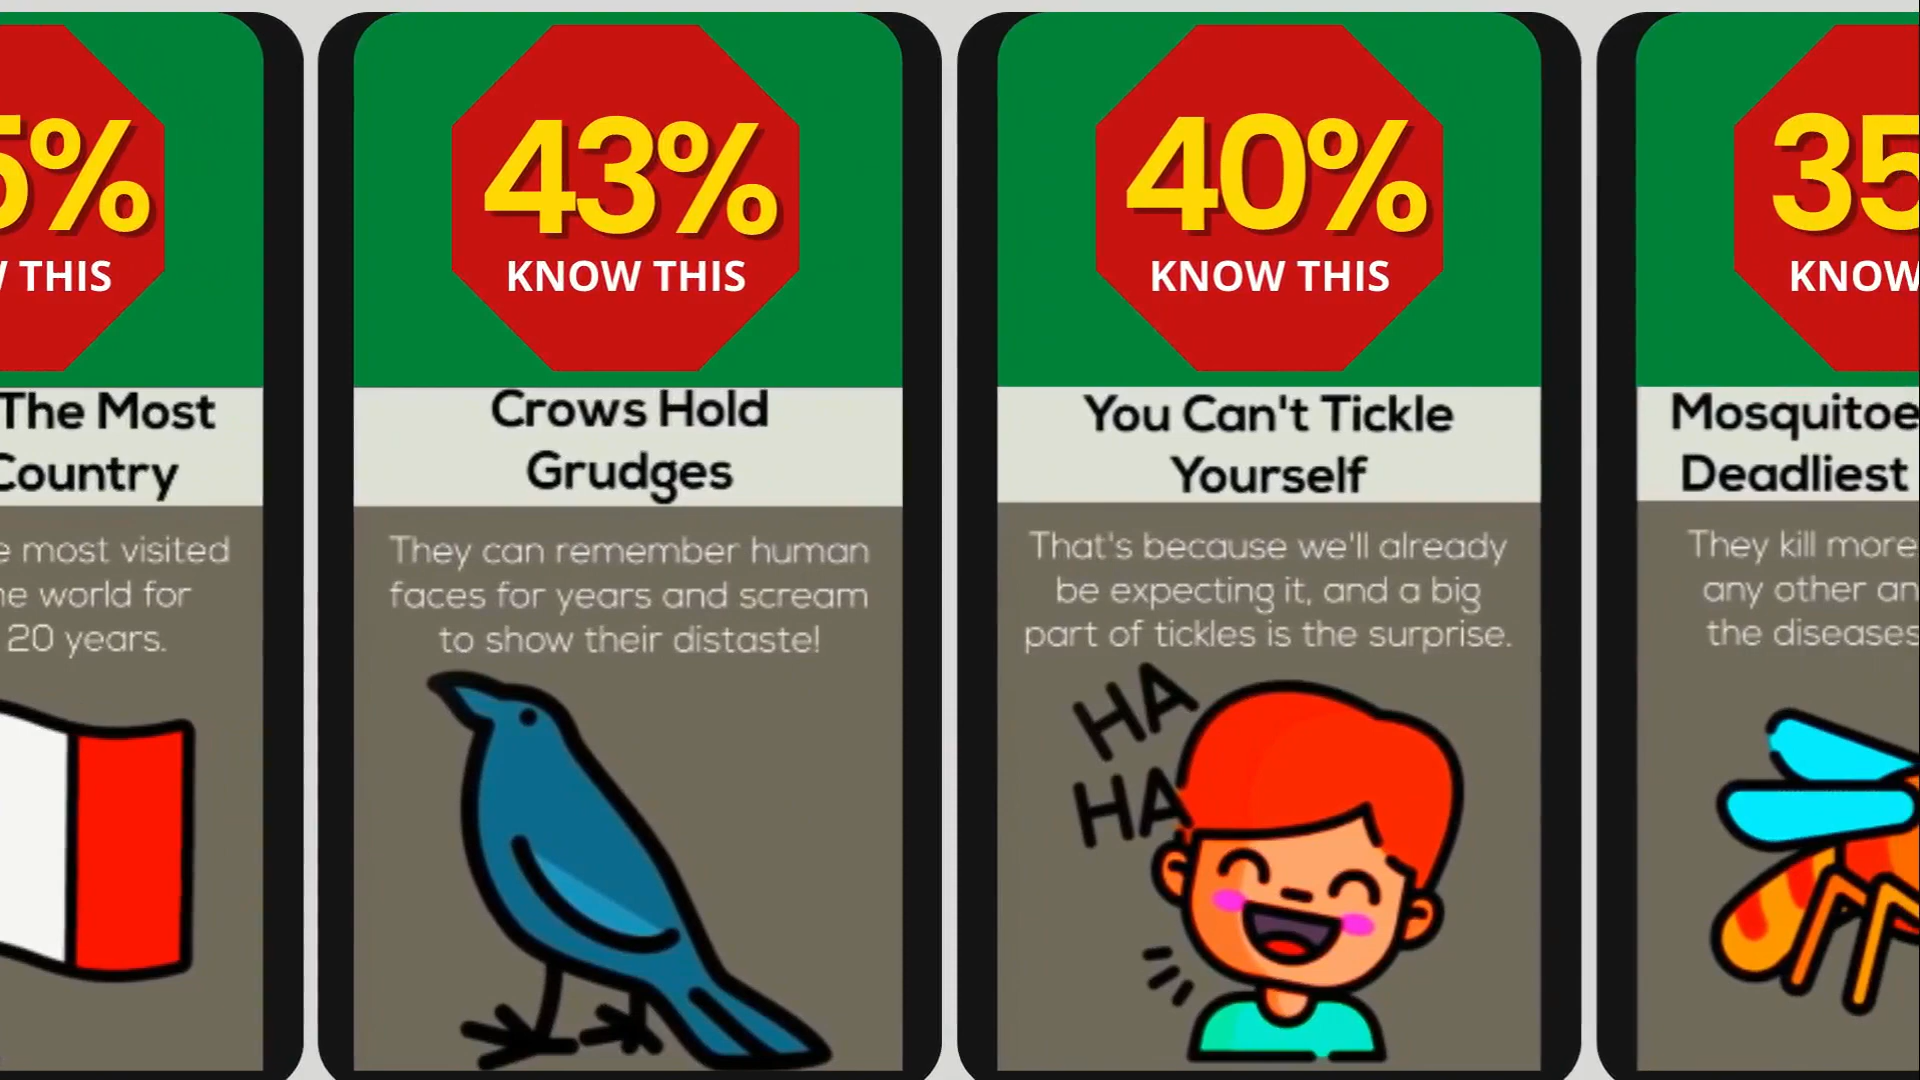 5%
THIS
The Most
Country
most visited
world for
20 years.
43%
KNOW THIS
Crows Hold
Grudges
They can remember human
faces for years and scream
to show their distaste!
40%
KNOW THIS
You Can't Tickle
Yourself
That's because we'll already
be expecting it, and a big
part of tickles is the surprise.
HA
HA
35
KNOW
Mosquitoe
Deadliest
They kill more
any other an
the diseases